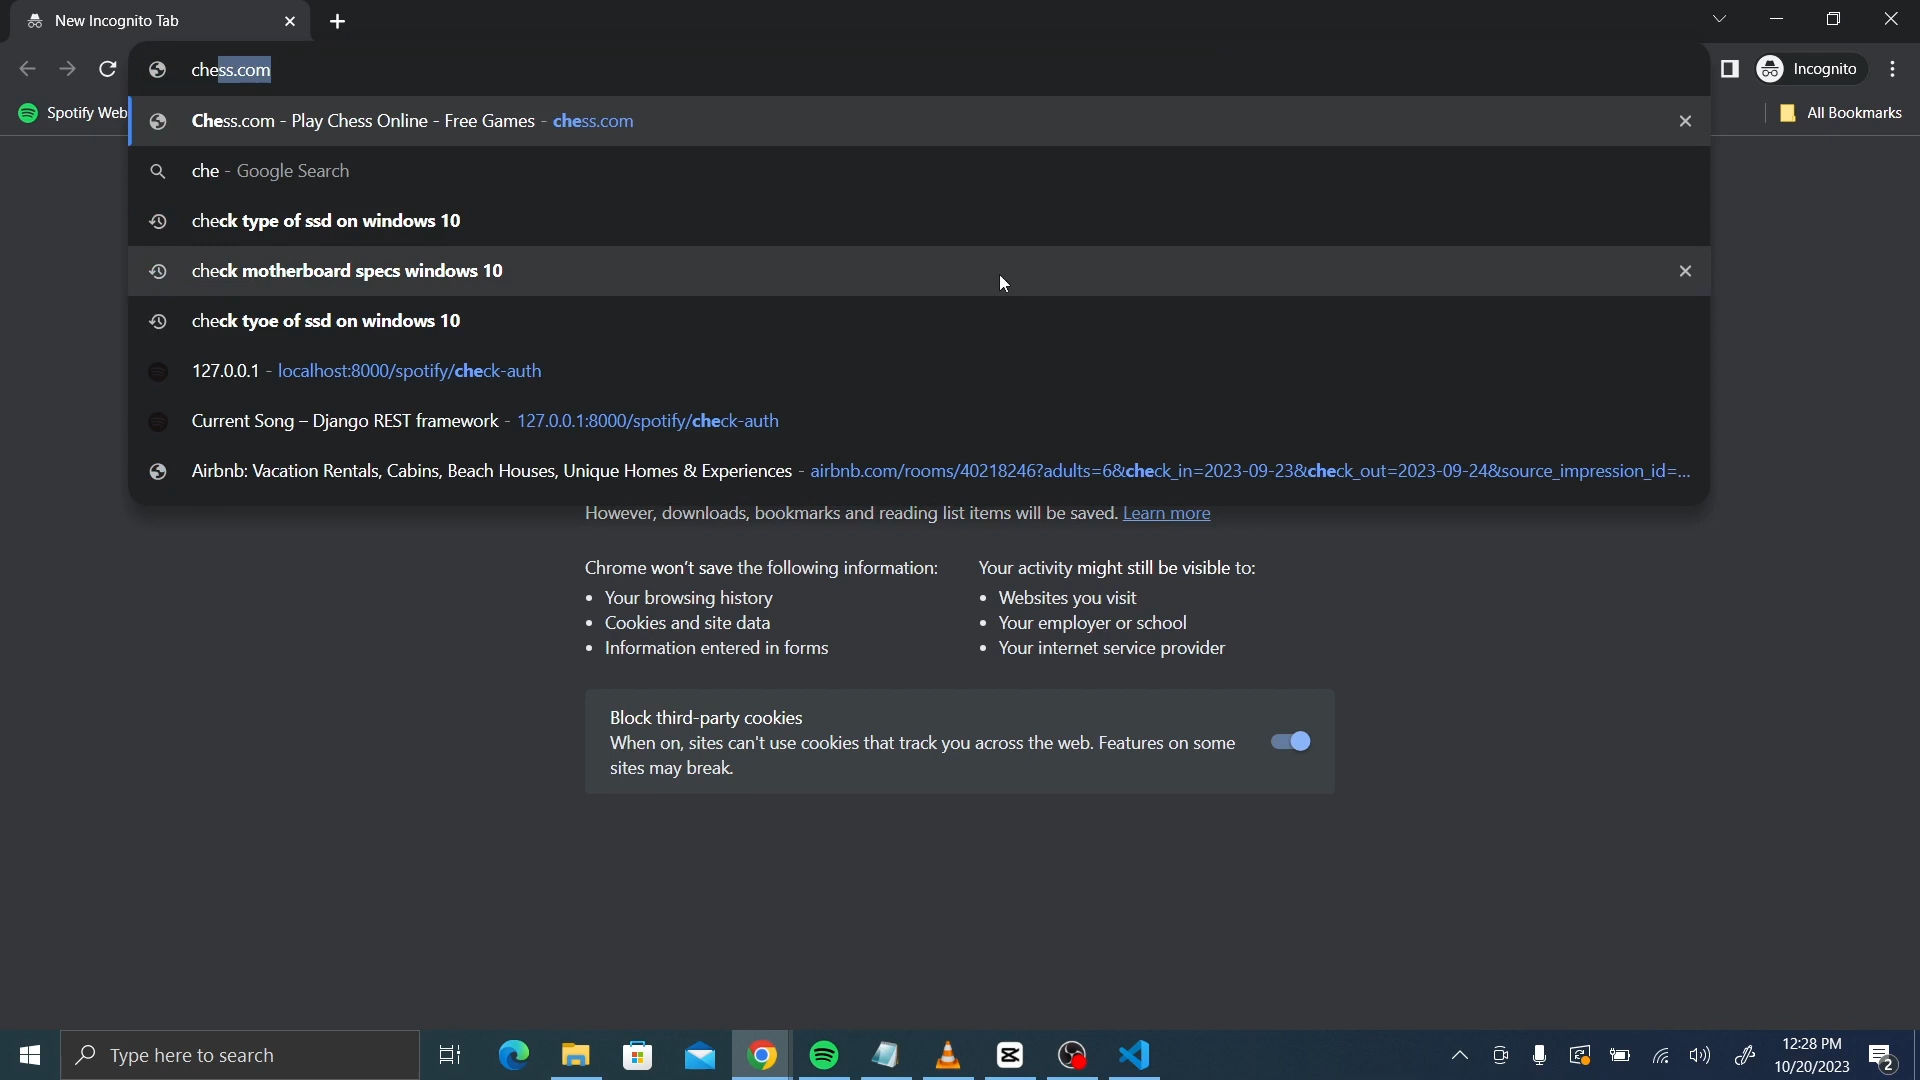 New Incognito Tab
chess.com
Incognito
Spotify Web
All Bookmarks
Chess.com - Play Chess Online - Free Games - chess.com
che - Google Search
check type of ssd on windows 10
check motherboard specs windows 10
check tyoe of ssd on windows 10
127.0.0.1 - localhost:8000/spotify/check-auth
Current Song – Django REST framework - 127.0.0.1:8000/spotify/check-auth
Airbnb: Vacation Rentals, Cabins, Beach Houses, Unique Homes & Experiences - airbnb.com/rooms/40218246?adults=6&check_in=2023-09-23&check_out=2023-09-24&source_impression_id=...
However, downloads, bookmarks and reading list items will be saved. Learn more
Chrome won't save the following information:
• Your browsing history
• Cookies and site data
• Information entered in forms
Your activity might still be visible to:
• Websites you visit
• Your employer or school
• Your internet service provider
Block third-party cookies
When on, sites can't use cookies that track you across the web. Features on some
sites may break.
Type here to search
12:28 PM
10/20/2023
2